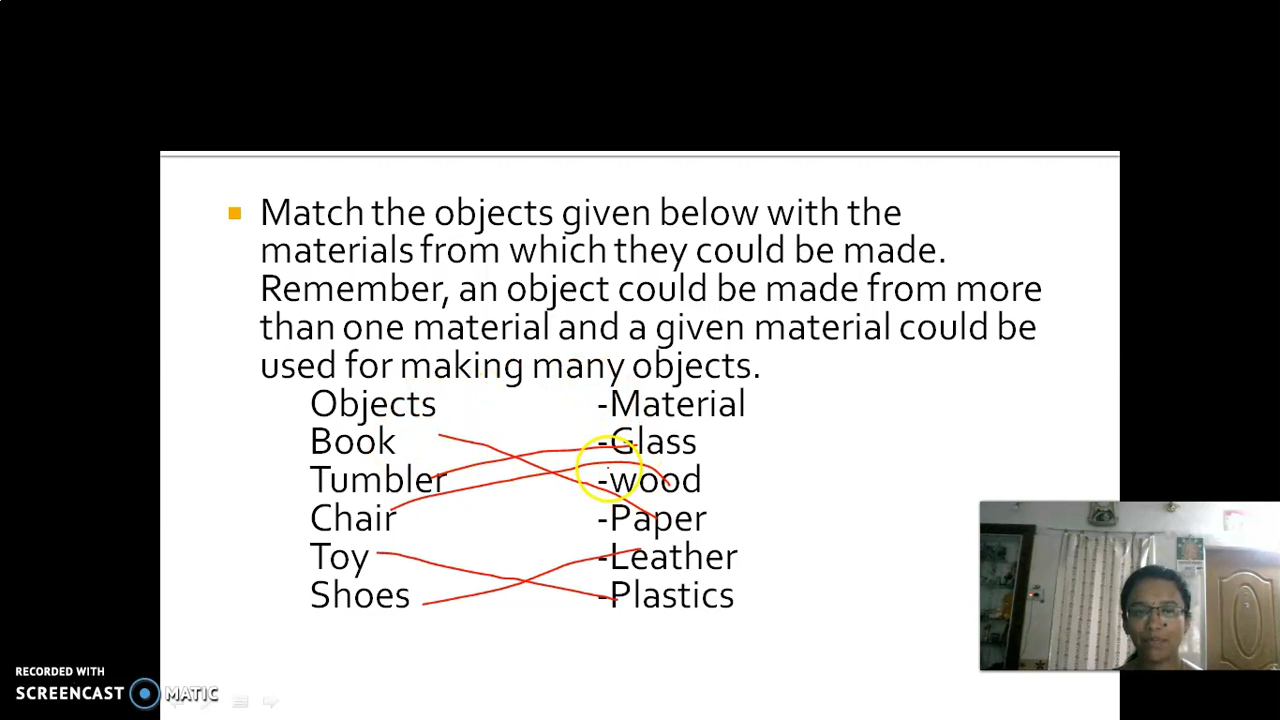 Match the objects given below with the
materials from which they could be made.
Remember, an object could be made from more
than one material and a given material could be
used for making many objects.
Objects -Material
Book -Glass
Tumbler -wood
Chair -Paper
Toy -Leather
Shoes -Plastics
RECORDED WITH
SCREENCAST MATIC